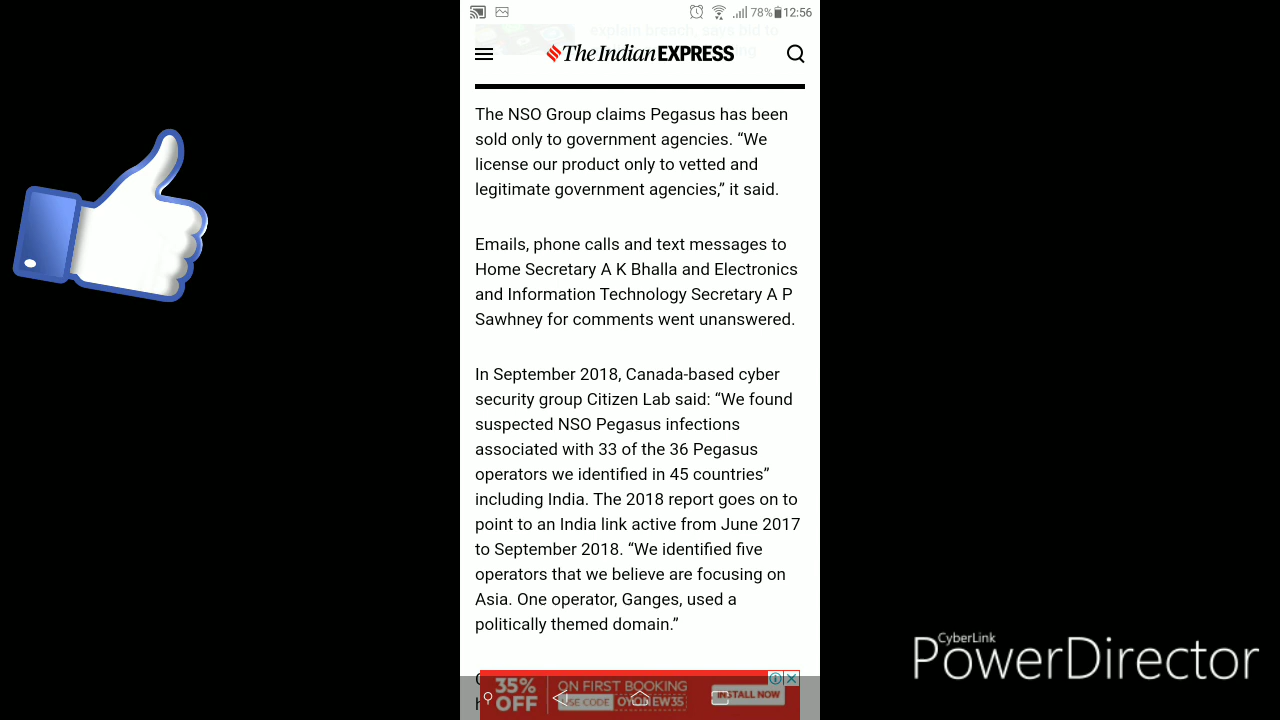 78% 12:56
The Indian EXPRESS
The NSO Group claims Pegasus has been
sold only to government agencies. “We
license our product only to vetted and
legitimate government agencies,” it said.
Emails, phone calls and text messages to
Home Secretary A K Bhalla and Electronics
and Information Technology Secretary A P
Sawhney for comments went unanswered.
In September 2018, Canada-based cyber
security group Citizen Lab said: “We found
suspected NSO Pegasus infections
associated with 33 of the 36 Pegasus
operators we identified in 45 countries”
including India. The 2018 report goes on to
point to an India link active from June 2017
to September 2018. “We identified five
operators that we believe are focusing on
Asia. One operator, Ganges, used a
politically themed domain.”
35%
OFF
ON FIRST BOOKING
USE CODE
INSTALL NOW
CyberLink
PowerDirector